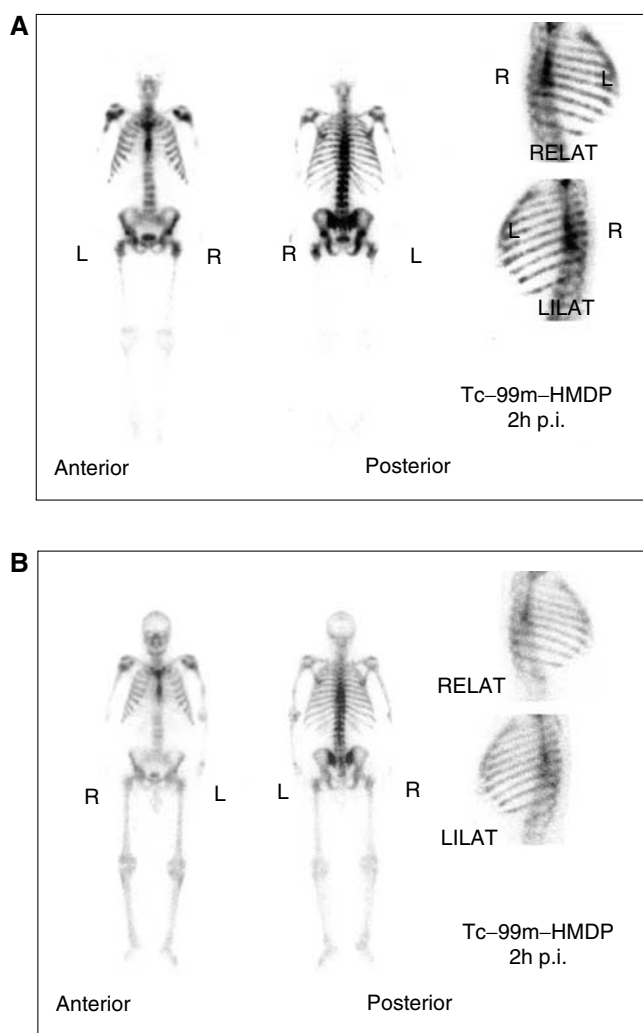 A
R
L
RELAT
L
R
L R R L
LILAT
Tc–99m–HMDP
2h p.i.
Anterior Posterior
B
RELAT
R L L R
LILAT
Tc–99m–HMDP
2h p.i.
Anterior Posterior